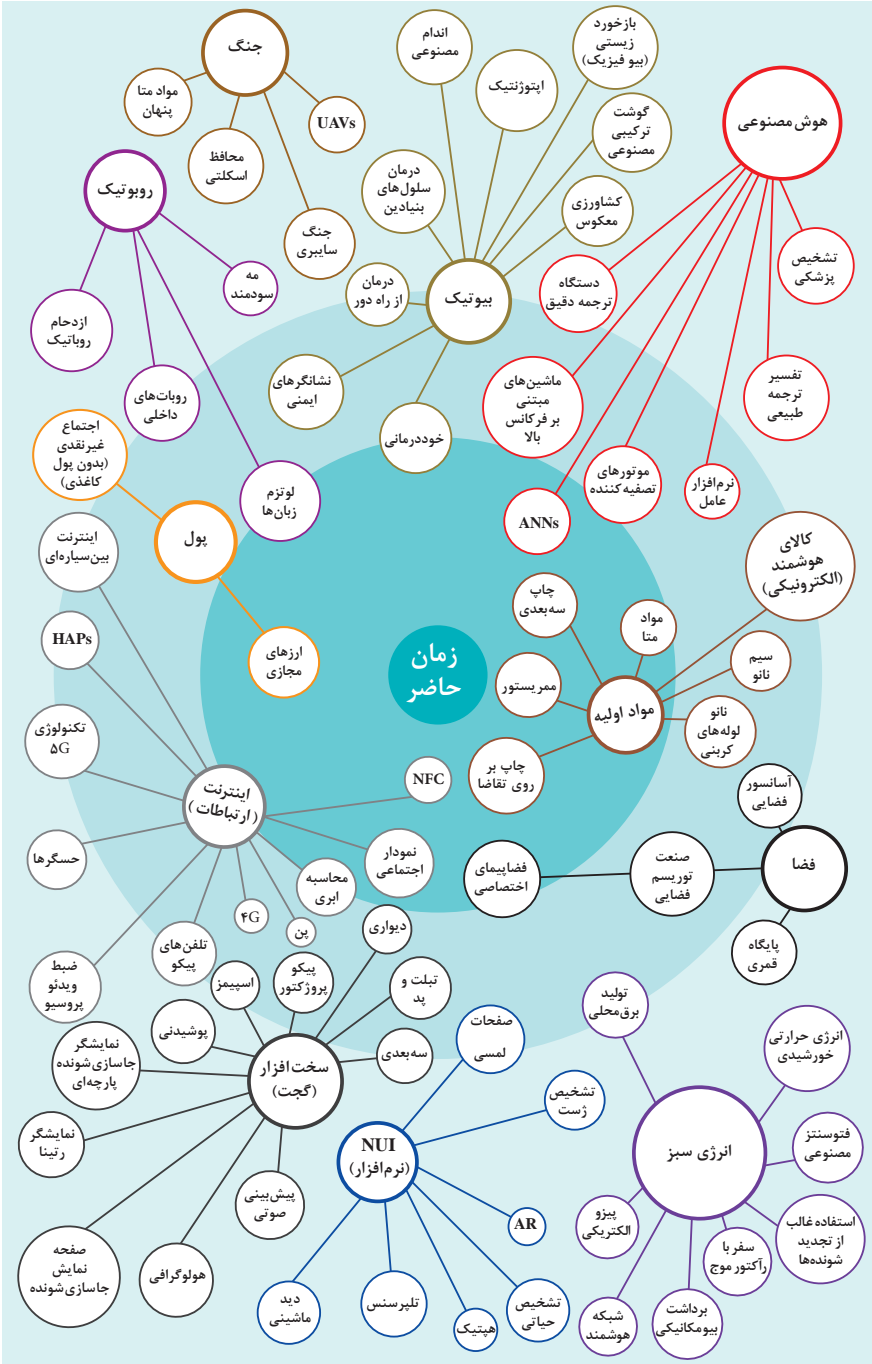 جنگ
مواد متا
پنهان
محافظ
اسکلتی
UAVs
جنگ
سایبری
روبوتیک
مه
سودمند
ازدحام
روباتیک
روبات‌های
داخلی
لوتزم
زبان‌ها
بیوتیک
اندام
مصنوعی
اپتوژنتیک
بازخورد
زیستی
(بیو فیزیک)
گوشت
ترکیبی
مصنوعی
کشاورزی
معکوس
درمان
سلول‌های
بنیادین
درمان
از راه دور
نشانگرهای
ایمنی
خوددرمانی
هوش مصنوعی
تشخیص
پزشکی
دستگاه
ترجمه دقیق
تفسیر
ترجمه
طبیعی
ماشین‌های
مبتنی
بر فرکانس
بالا
نرم‌افزار
عامل
موتورهای
تصفیه‌کننده
ANNs
پول
اجتماع
غیرنقدی
(بدون پول
کاغذی)
ارزهای
مجازی
زمان
حاضر
مواد اولیه
کالای
هوشمند
(الکترونیکی)
چاپ
سه‌بعدی
مواد
متا
سیم
نانو
ممریستور
نانو
لوله‌های
کربنی
چاپ بر
روی تقاضا
فضا
آسانسور
فضایی
صنعت
توریسم
فضایی
فضاپیمای
اختصاصی
پایگاه
قمری
اینترنت
(ارتباطات)
اینترنت
بین‌سیاره‌ای
HAPs
تکنولوژی
۵G
حسگرها
ضبط
ویدئو
پروسیو
تلفن‌های
پیکو
۴G
پن
محاسبه
ابری
نمودار
اجتماعی
NFC
سخت‌افزار
(گجت)
دیواری
پیکو
پروژکتور
اسپیمز
تبلت و
پد
پوشیدنی
سه‌بعدی
نمایشگر
جاسازی‌شونده
پارچه‌ای
نمایشگر
رتینا
پیش‌بینی
صوتی
هولوگرافی
صفحه
نمایش
جاسازی‌شونده
NUI
(نرم‌افزار)
صفحات
لمسی
تشخیص
ژست
AR
تشخیص
حیاتی
هپتیک
تلپرسنس
دید
ماشینی
انرژی سبز
تولید
برق‌محلی
انرژی حرارتی
خورشیدی
فتوسنتز
مصنوعی
استفاده غالب
از تجدید
شونده‌ها
سفر با
رآکتور موج
برداشت
بیومکانیکی
شبکه
هوشمند
پیزو
الکتریکی